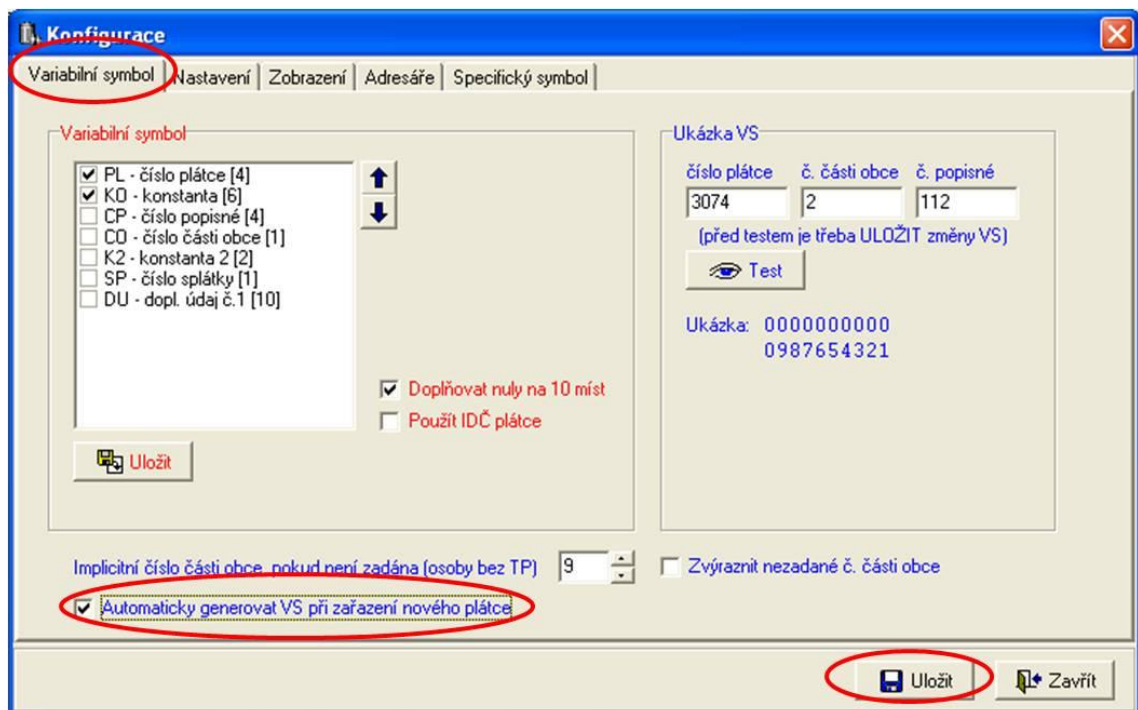 Konfigurace
Variabilní symbol Nastavení Zobrazení Adresáře Specifický symbol
Variabilní symbol
PL - číslo plátce [4]
KO - konstanta [6]
CP - číslo popisné [4]
CO - číslo části obce [1]
K2 - konstanta 2 [2]
SP - číslo splátky [1]
DU - dopl. údaj č.1 [10]
Doplňovat nuly na 10 míst
Použít IDČ plátce
Uložit
Ukázka VS
číslo plátce č. části obce č. popisné
3074 2 112
(před testem je třeba ULOŽIT změny VS)
Test
Ukázka: 0000000000
0987654321
Implicitní číslo části obce, pokud není zadána (osoby bez TP) 9 Zvýraznit nezadané č. části obce
Automaticky generovat VS při zařazení nového plátce
Uložit Zavřít